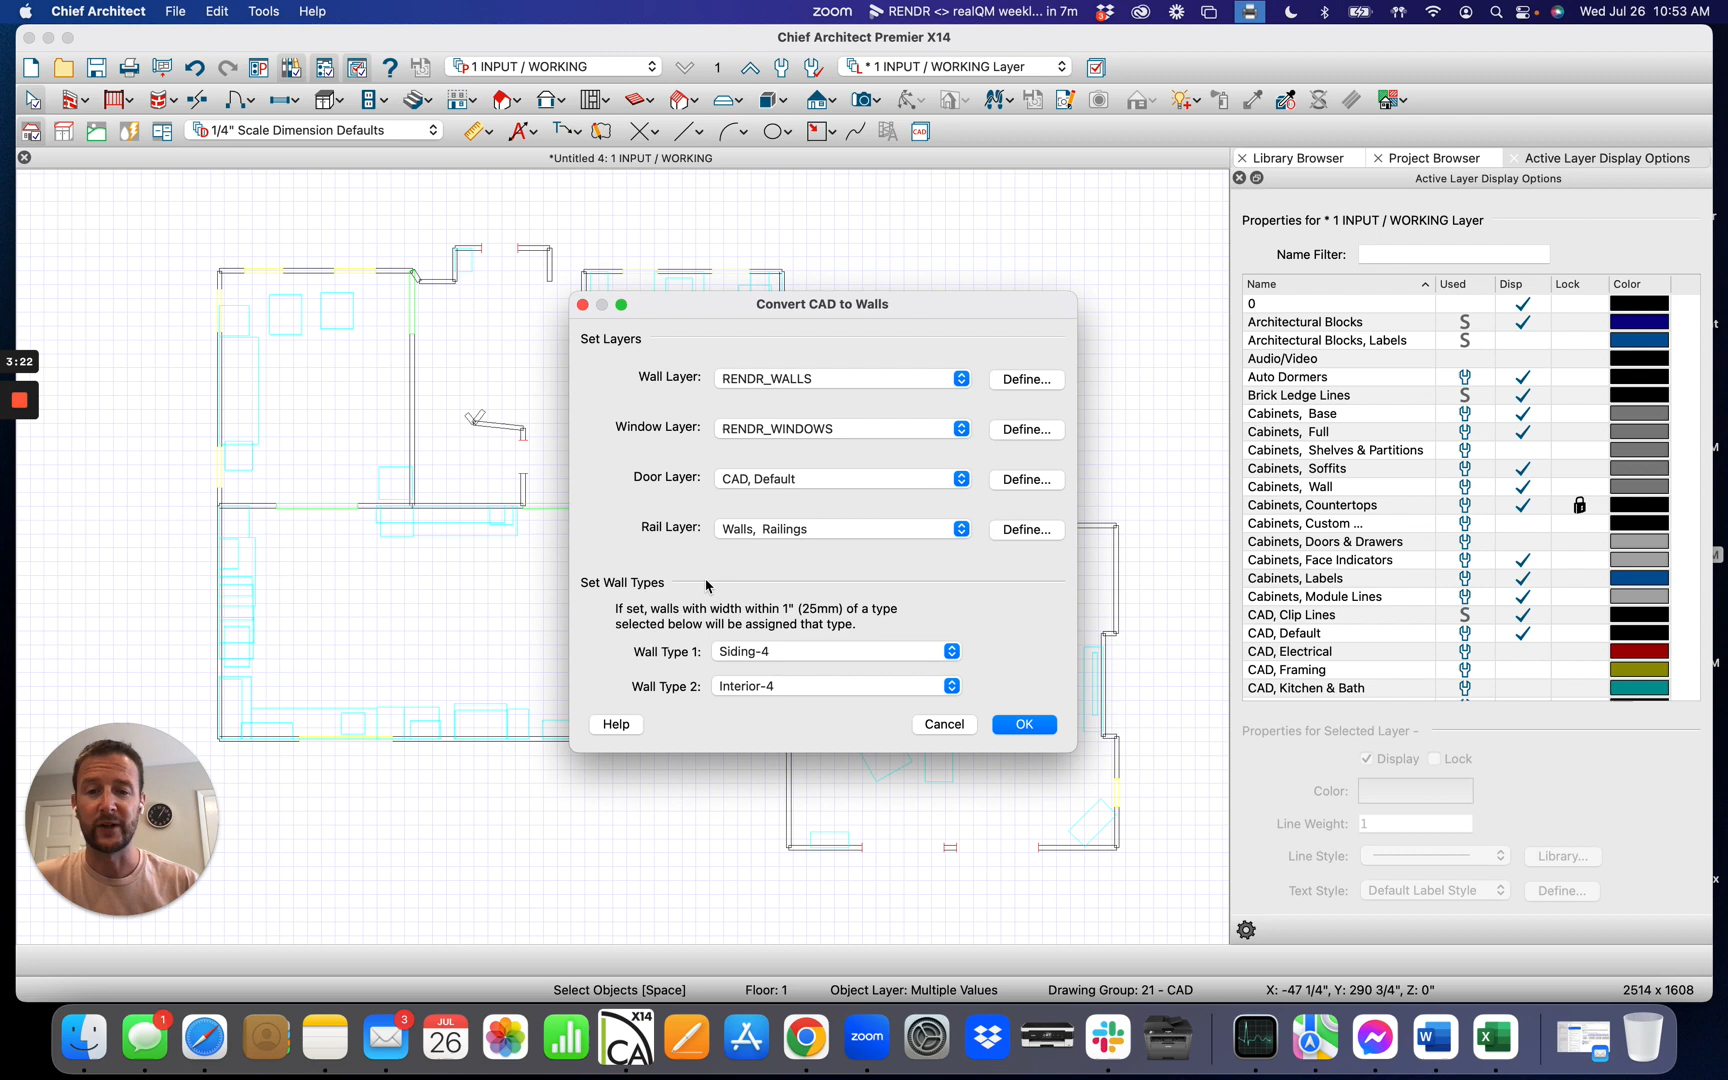 Chief Architect File Edit Tools Help
zoom RENDR <> realQM weekl... in 7m 3 Wed Jul 26 10:53 AM
Chief Architect Premier X14
1 INPUT / WORKING 1 * 1 INPUT / WORKING Layer
1/4" Scale Dimension Defaults CAD
*Untitled 4: 1 INPUT / WORKING
Library Browser Project Browser Active Layer Display Options
Active Layer Display Options
Properties for * 1 INPUT / WORKING Layer
Name Filter:
Name Used Disp Lock Color
0
Architectural Blocks S
Architectural Blocks, Labels S
Audio/Video
Auto Dormers
Brick Ledge Lines S
Cabinets, Base
Cabinets, Full
Cabinets, Shelves & Partitions
Cabinets, Soffits
Cabinets, Wall
Cabinets, Countertops
Cabinets, Custom ...
Cabinets, Doors & Drawers
Cabinets, Face Indicators
Cabinets, Labels
Cabinets, Module Lines
CAD, Clip Lines S
CAD, Default
CAD, Electrical
CAD, Framing
CAD, Kitchen & Bath
Properties for Selected Layer -
Display Lock
Color:
Line Weight: 1
Line Style: Library...
Text Style: Default Label Style Define...
3:22
Convert CAD to Walls
Set Layers
Wall Layer: RENDR_WALLS Define...
Window Layer: RENDR_WINDOWS Define...
Door Layer: CAD, Default Define...
Rail Layer: Walls, Railings Define...
Set Wall Types
If set, walls with width within 1" (25mm) of a type
selected below will be assigned that type.
Wall Type 1: Siding-4
Wall Type 2: Interior-4
Help Cancel OK
Select Objects [Space] Floor: 1 Object Layer: Multiple Values Drawing Group: 21 - CAD X: -47 1/4", Y: 290 3/4", Z: 0" 2514 x 1608
1 3 JUL 26 X14 CA zoom W X